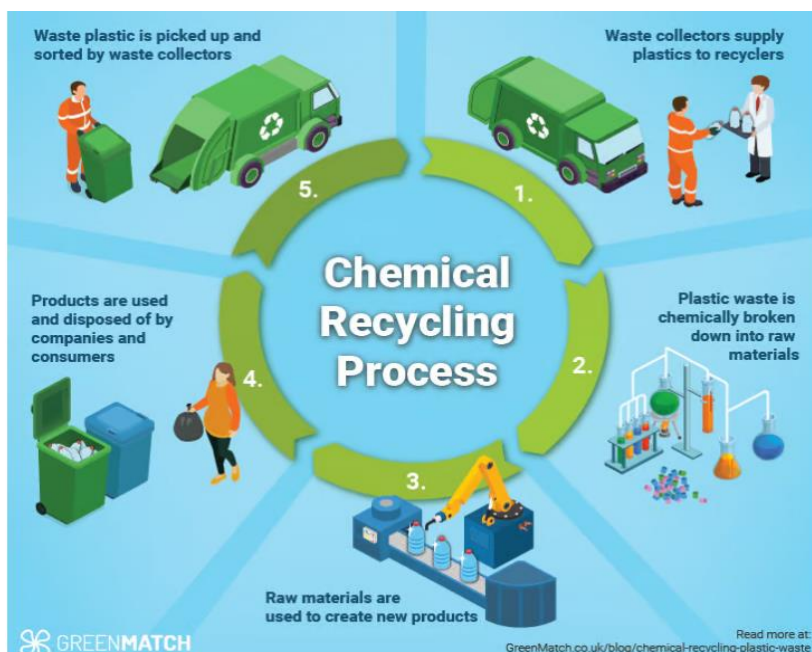 Waste plastic is picked up and
sorted by waste collectors
Waste collectors supply
plastics to recyclers
5.
1.
Chemical
Recycling
Process
Products are used
and disposed of by
companies and
consumers
Plastic waste is
chemically broken
down into raw
materials
4.
2.
3.
Raw materials are
used to create new products
GREENMATCH
Read more at:
GreenMatch.co.uk/blog/chemical-recycling-plastic-waste